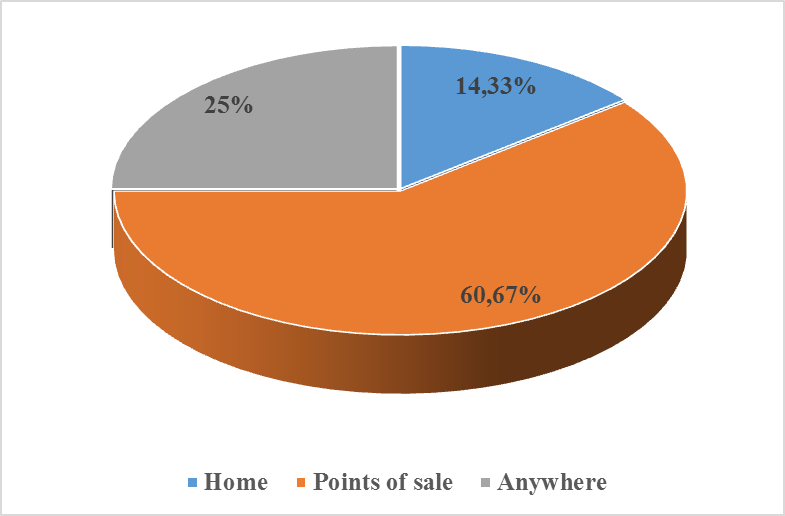 14,33%
25%
60,67%
Home Points of sale Anywhere